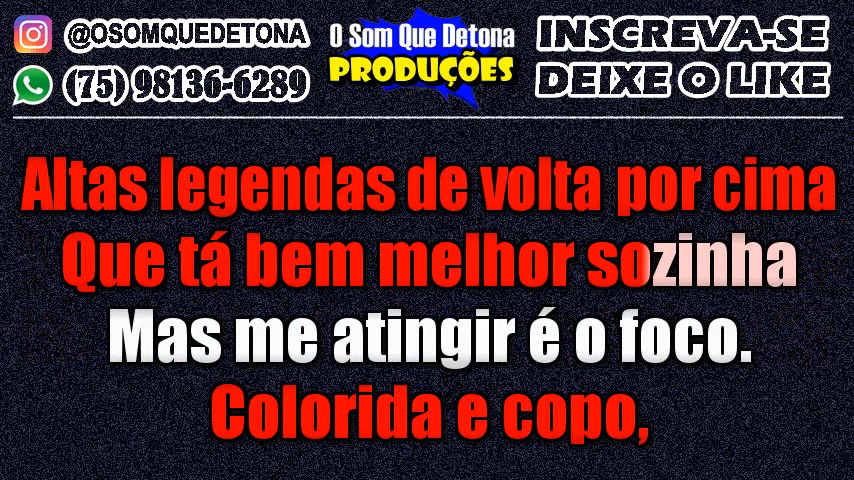 @OSOMQUEDETONA
(75) 98136-6289
O Som Que Detona
PRODUÇÕES
INSCREVA-SE
DEIXE O LIKE
Altas legendas de volta por cima
Que tá bem melhor sozinha
Mas me atingir é o foco.
Colorida e copo,